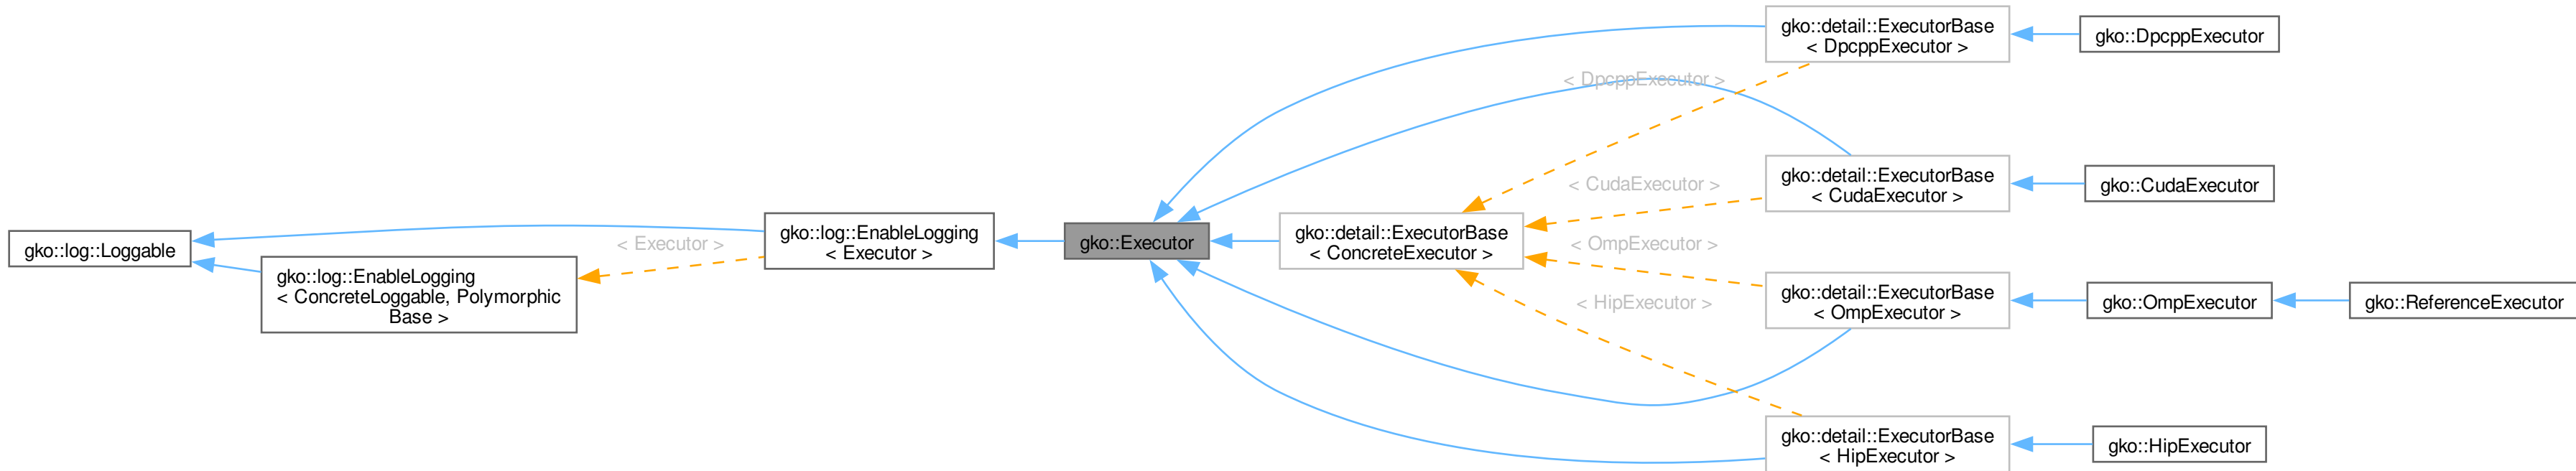 gko::log::Loggable
gko::log::EnableLogging
< ConcreteLoggable, Polymorphic
Base >
< Executor >
gko::log::EnableLogging
< Executor >
gko::Executor
gko::detail::ExecutorBase
< ConcreteExecutor >
< DpcppExecutor >
< CudaExecutor >
< OmpExecutor >
< HipExecutor >
gko::detail::ExecutorBase
< DpcppExecutor >
gko::DpcppExecutor
gko::detail::ExecutorBase
< CudaExecutor >
gko::CudaExecutor
gko::detail::ExecutorBase
< OmpExecutor >
gko::OmpExecutor
gko::ReferenceExecutor
gko::detail::ExecutorBase
< HipExecutor >
gko::HipExecutor